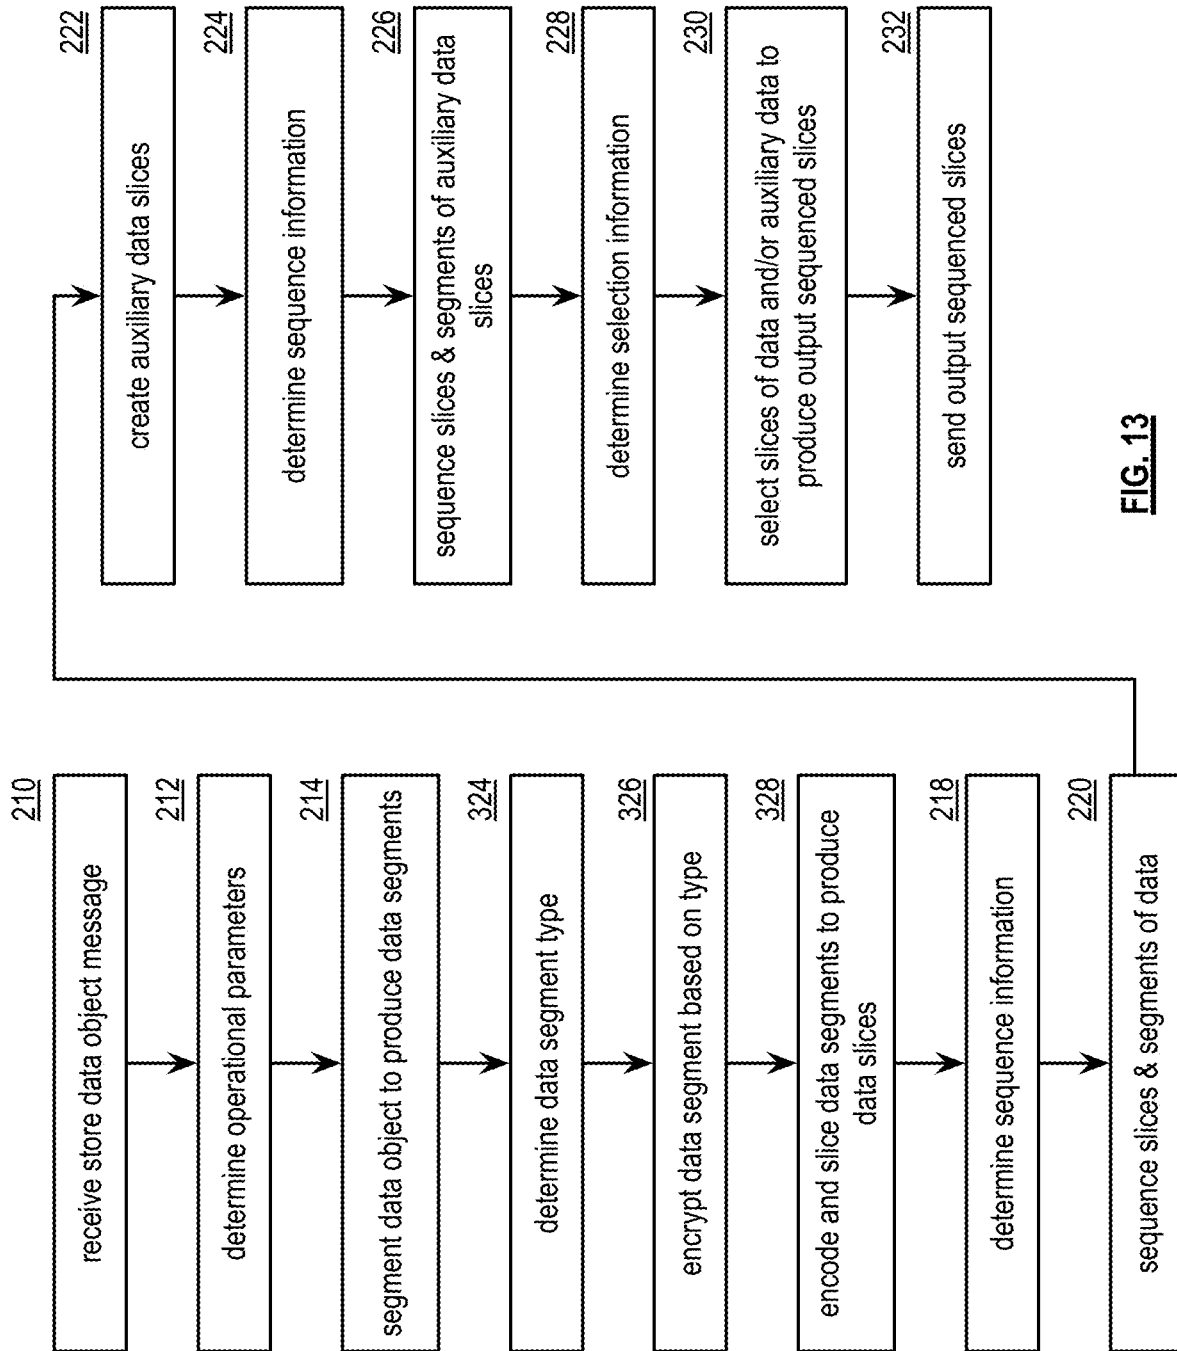 210
receive store data object message
212
determine operational parameters
214
segment data object to produce data segments
324
determine data segment type
326
encrypt data segment based on type
328
encode and slice data segments to produce
data slices
218
determine sequence information
220
sequence slices & segments of data
222
create auxiliary data slices
224
determine sequence information
226
sequence slices & segments of auxiliary data
slices
228
determine selection information
230
select slices of data and/or auxiliary data to
produce output sequenced slices
232
send output sequenced slices
FIG. 13